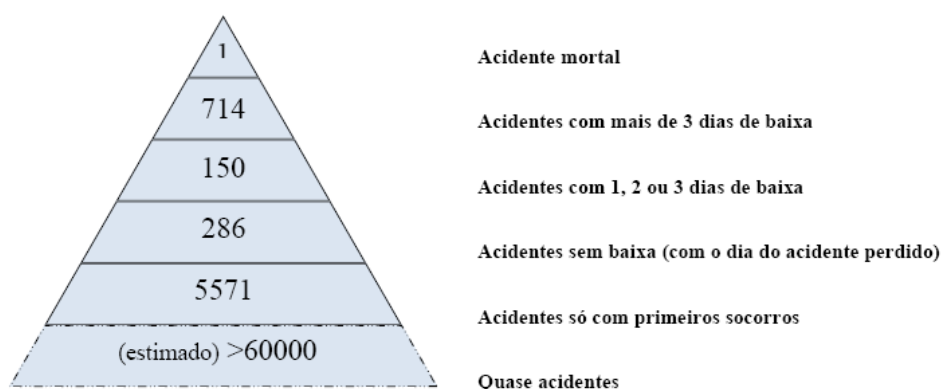 1
Acidente mortal
714
Acidentes com mais de 3 dias de baixa
150
Acidentes com 1, 2 ou 3 dias de baixa
286
Acidentes sem baixa (com o dia do acidente perdido)
5571
Acidentes só com primeiros socorros
(estimado) >60000
Quase acidentes